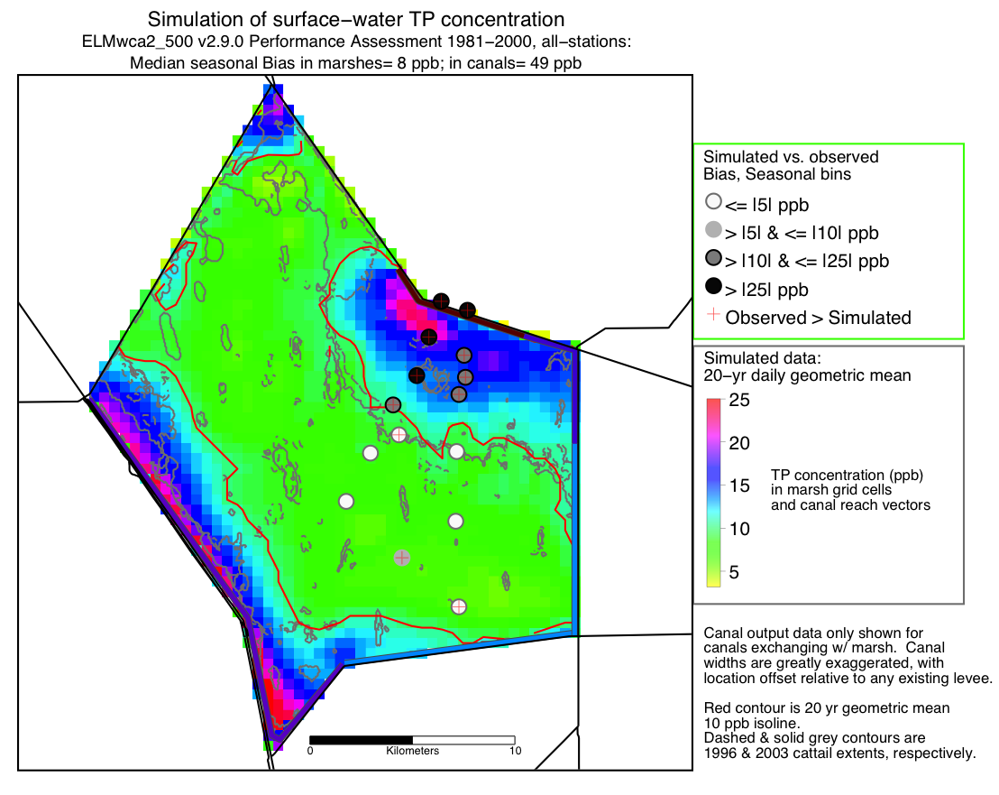 Simulation of surface−water TP concentration
ELMwca2_500 v2.9.0 Performance Assessment 1981−2000, all−stations:
Median seasonal Bias in marshes= 8 ppb; in canals= 49 ppb
Simulated vs. observed
Bias, Seasonal bins
<= |5| ppb
> |5| & <= |10| ppb
> |10| & <= |25| ppb
> |25| ppb
Observed > Simulated
Simulated data:
20−yr daily geometric mean
25
20
15
10
5
TP concentration (ppb)
in marsh grid cells
and canal reach vectors
Canal output data only shown for
canals exchanging w/ marsh. Canal
widths are greatly exaggerated, with
location offset relative to any existing levee.
Red contour is 20 yr geometric mean
10 ppb isoline.
Dashed & solid grey contours are
1996 & 2003 cattail extents, respectively.
0
Kilometers
10